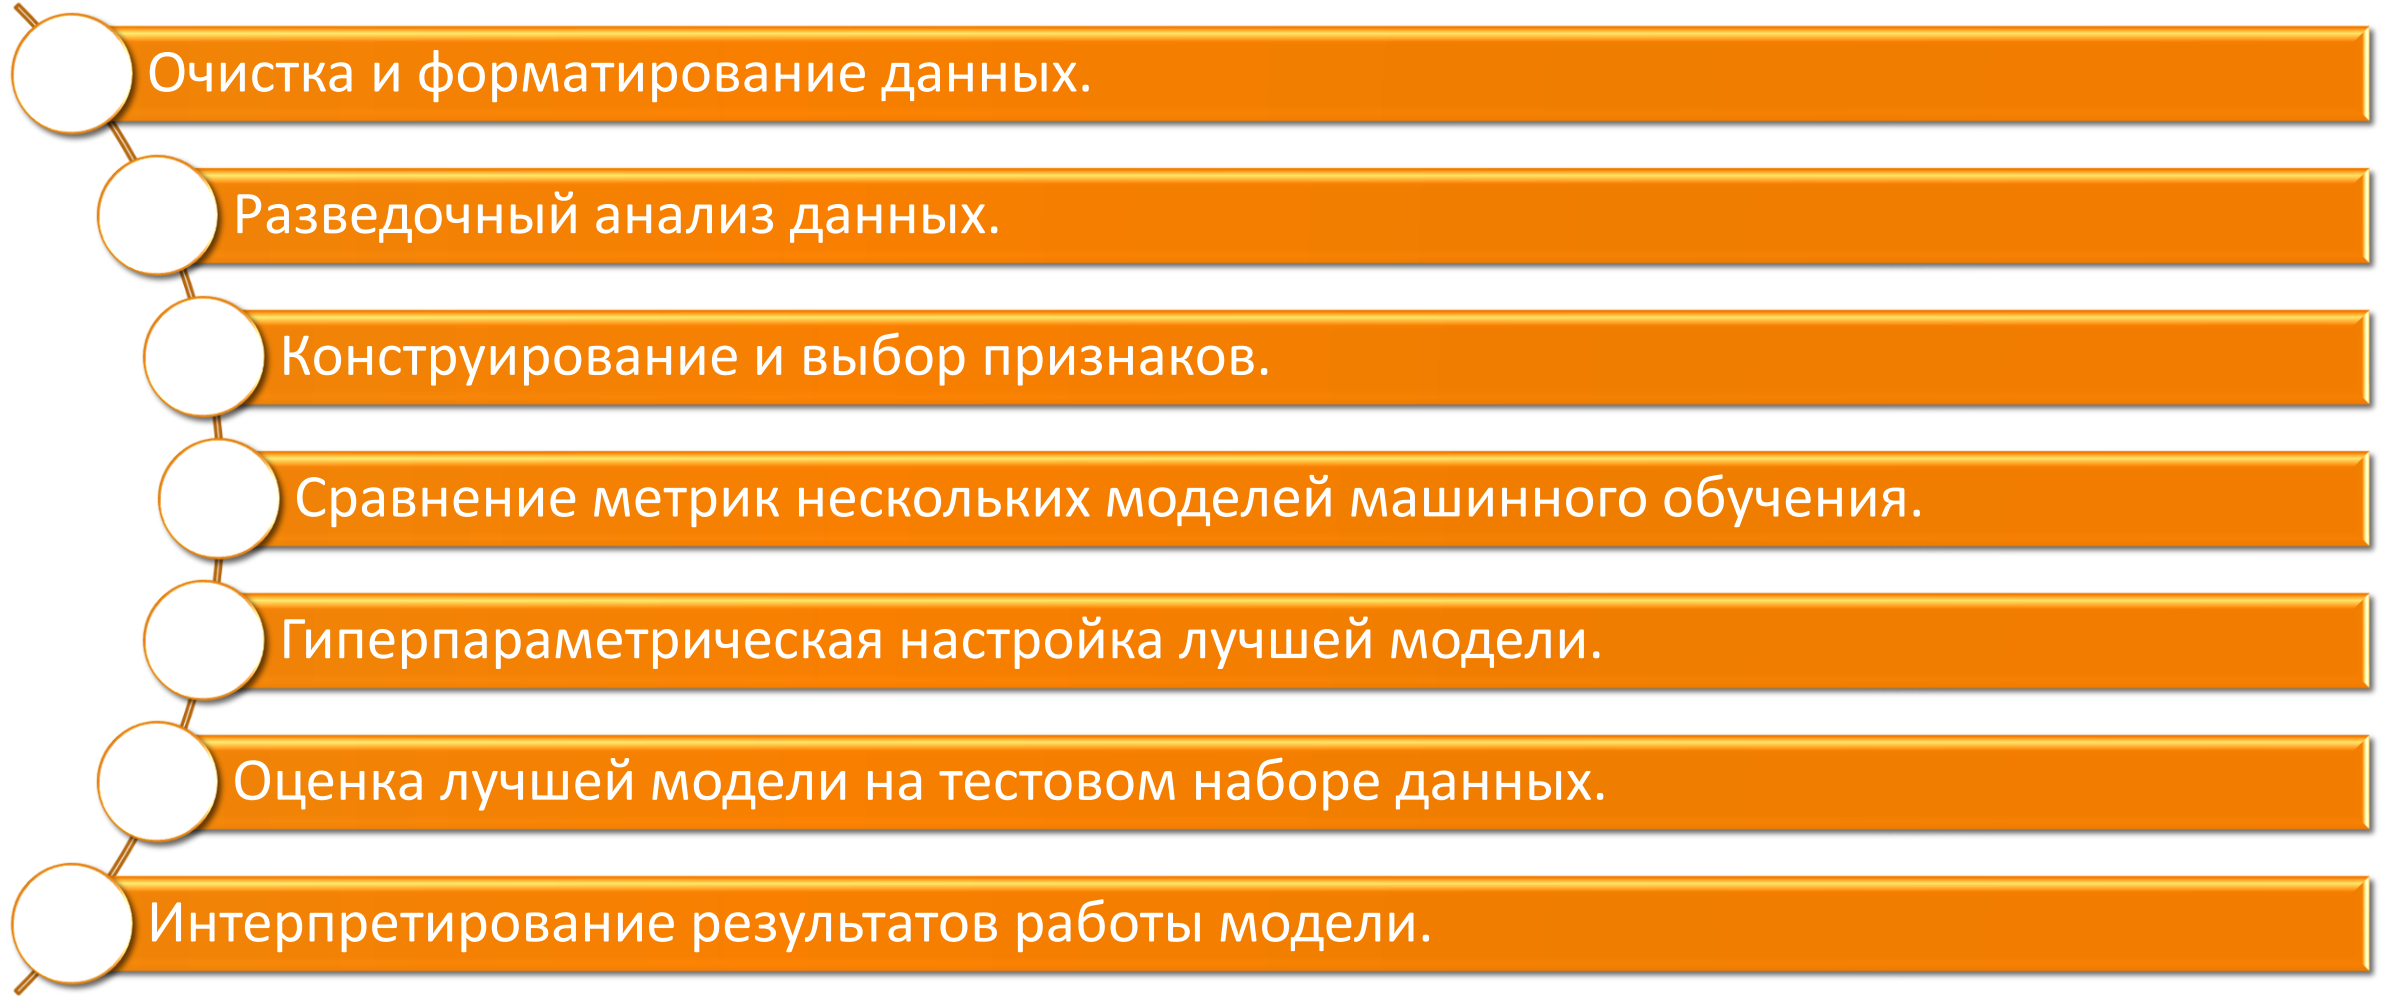 Очистка и форматирование данных.
Разведочный анализ данных.
Конструирование и выбор признаков.
Сравнение метрик нескольких моделей машинного обучения.
Гиперпараметрическая настройка лучшей модели.
Оценка лучшей модели на тестовом наборе данных.
Интерпретирование результатов работы модели.